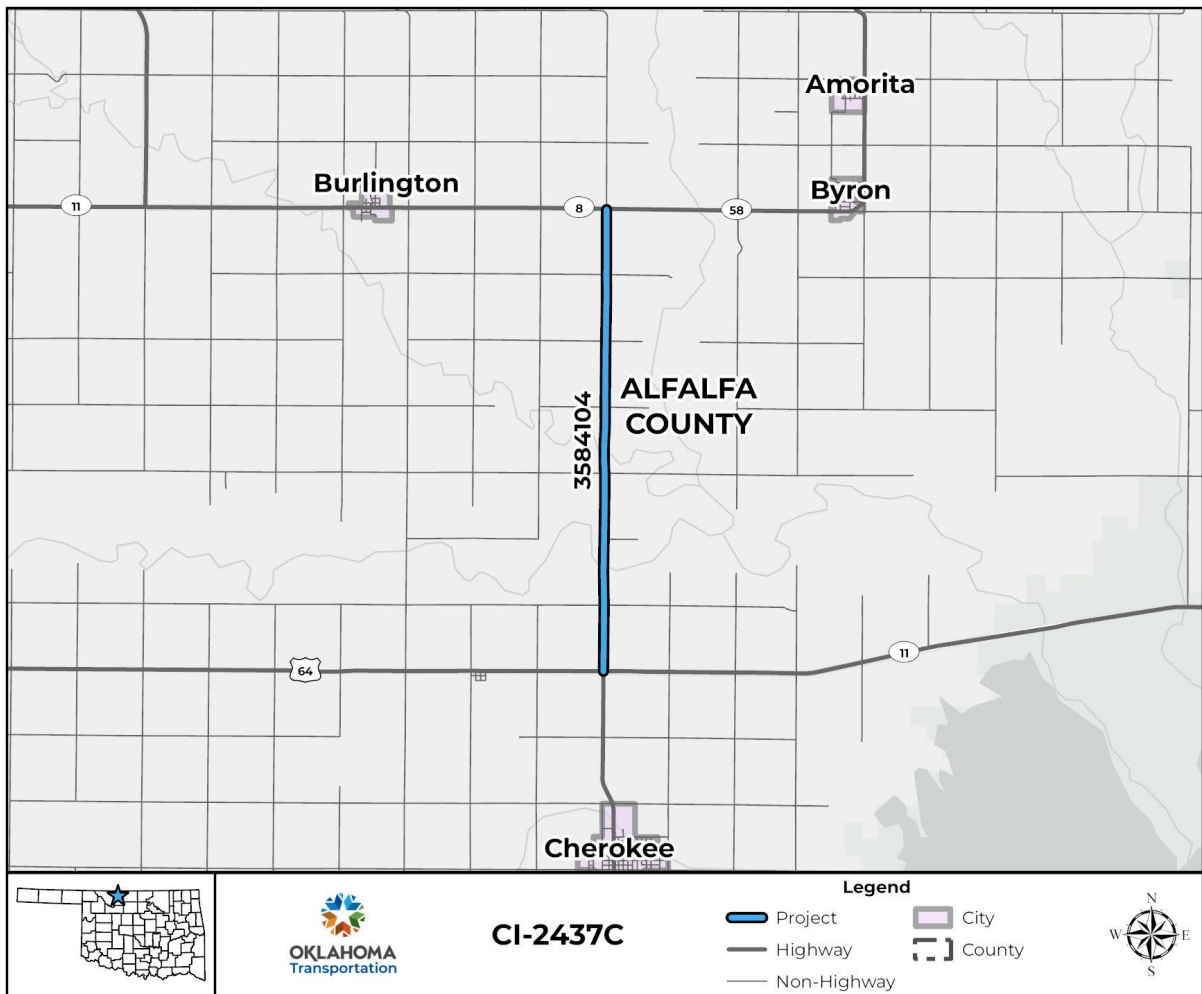 Amorita
Burlington
Byron
11
8
58
3584104
ALFALFA
COUNTY
64
11
Cherokee
OKLAHOMA
Transportation
CI-2437C
Legend
Project
Highway
Non-Highway
City
County
N
W
E
S